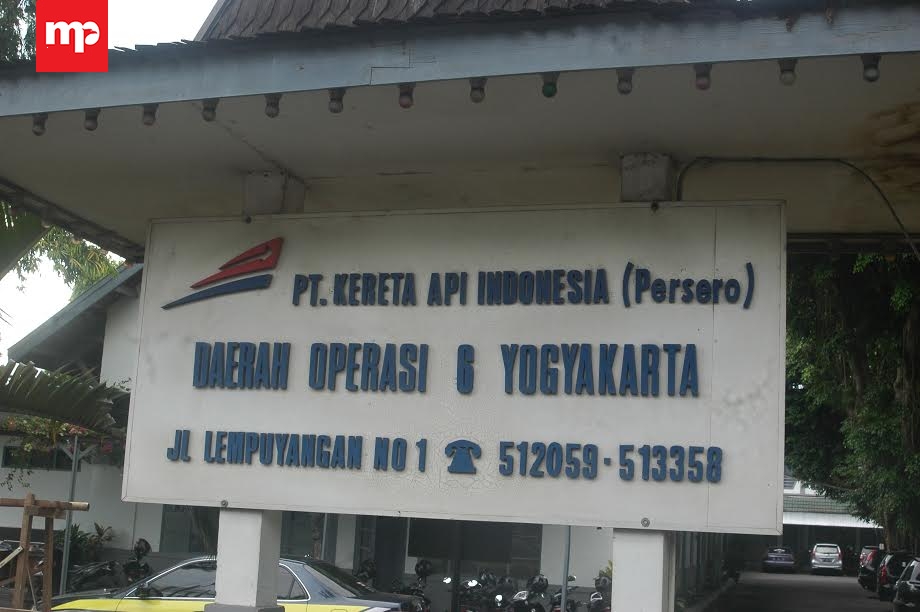 mp
PT. KERETA API INDONESIA (Persero)
DAERAH OPERASI 6 YOGYAKARTA
JL LEMPUYANGAN NO 1 ☎ 512059 · 513358